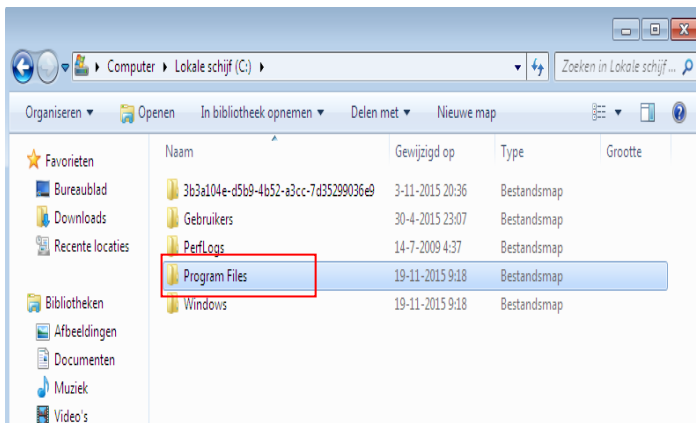 Computer Lokale schijf (C:) Zoeken in Lokale schijf ...
Organiseren Openen In bibliotheek opnemen Delen met Nieuwe map
Favorieten
Bureaublad
Downloads
Recente locaties
Bibliotheken
Afbeeldingen
Documenten
Muziek
Video's
Naam Gewijzigd op Type Grootte
3b3a104e-d5b9-4b52-a3cc-7d35299036e9 3-11-2015 20:36 Bestandsmap
Gebruikers 30-4-2015 23:07 Bestandsmap
PerfLogs 14-7-2009 4:37 Bestandsmap
Program Files 19-11-2015 9:18 Bestandsmap
Windows 19-11-2015 9:18 Bestandsmap